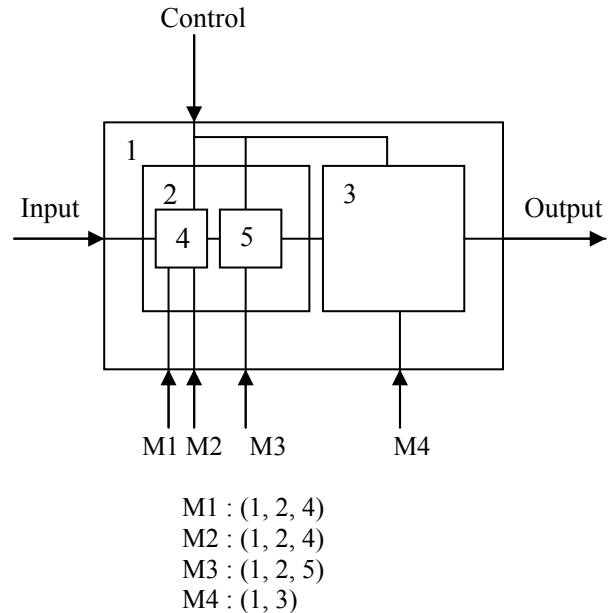 Control
1
2
3
Input
Output
4
5
M1 M2 M3 M4
M1 : (1, 2, 4)
M2 : (1, 2, 4)
M3 : (1, 2, 5)
M4 : (1, 3)